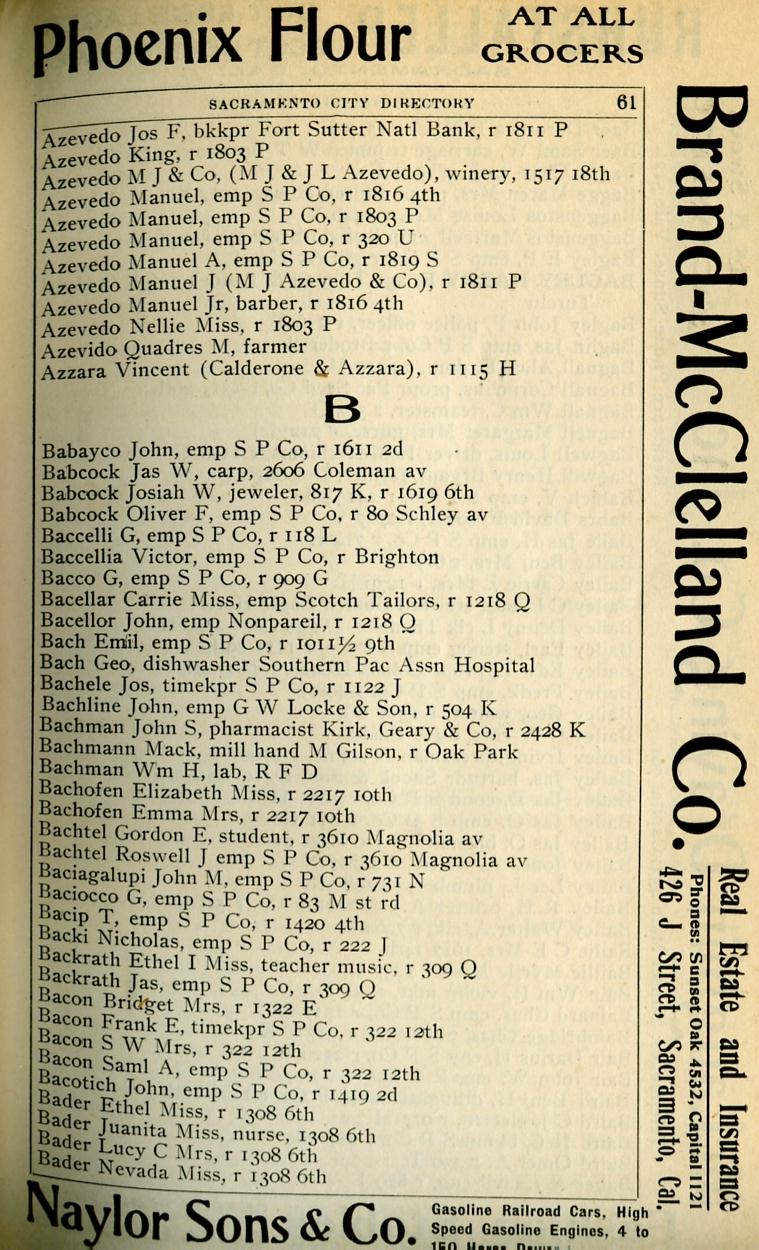 Phoenix Flour
AT ALL
GROCERS
SACRAMENTO CITY DIRECTORY 61
Azevedo Jos F, bkkpr Fort Sutter Natl Bank, r 1811 P
Azevedo King, r 1803 P
Azevedo M J & Co, (M J & J L Azevedo), winery, 1517 18th
Azevedo Manuel, emp S P Co, r 1816 4th
Azevedo Manuel, emp S P Co, r 1803 P
Azevedo Manuel, emp S P Co, r 320 U
Azevedo Manuel A, emp S P Co, r 1819 S
Azevedo Manuel J (M J Azevedo & Co), r 1811 P
Azevedo Manuel Jr, barber, r 1816 4th
Azevedo Nellie Miss, r 1803 P
Azevido Quadres M, farmer
Azzara Vincent (Calderone & Azzara), r 1115 H
B
Babayco John, emp S P Co, r 1611 2d
Babcock Jas W, carp, 2606 Coleman av
Babcock Josiah W, jeweler, 817 K, r 1619 6th
Babcock Oliver F, emp S P Co, r 80 Schley av
Baccelli G, emp S P Co, r 118 L
Baccellia Victor, emp S P Co, r Brighton
Bacco G, emp S P Co, r 909 G
Bacellar Carrie Miss, emp Scotch Tailors, r 1218 Q
Bacellor John, emp Nonpareil, r 1218 Q
Bach Emil, emp S P Co, r 1011½ 9th
Bach Geo, dishwasher Southern Pac Assn Hospital
Bachele Jos, timekpr S P Co, r 1122 J
Bachline John, emp G W Locke & Son, r 504 K
Bachman John S, pharmacist Kirk, Geary & Co, r 2428 K
Bachmann Mack, mill hand M Gilson, r Oak Park
Bachman Wm H, lab, R F D
Bachofen Elizabeth Miss, r 2217 10th
Bachofen Emma Mrs, r 2217 10th
Bachtel Gordon E, student, r 3610 Magnolia av
Bachtel Roswell J emp S P Co, r 3610 Magnolia av
Baciagalupi John M, emp S P Co, r 731 N
Baciocco G, emp S P Co, r 83 M st rd
Bacip T, emp S P Co, r 1420 4th
Backi Nicholas, emp S P Co, r 222 J
Backrath Ethel I Miss, teacher music, r 309 Q
Backrath Jas, emp S P Co, r 309 Q
Bacon Bridget Mrs, r 1322 E
Bacon Frank E, timekpr S P Co, r 322 12th
Bacon S W Mrs, r 322 12th
Bacon Saml A, emp S P Co, r 322 12th
Bacotich John, emp S P Co, r 1419 2d
Bader Ethel Miss, r 1308 6th
Bader Juanita Miss, nurse, 1308 6th
Bader Lucy C Mrs, r 1308 6th
Bader Nevada Miss, r 1308 6th
Brand-McClelland Co.
Real Estate and Insurance
Phones: Sunset Oak 4532, Capital 1121
426 J Street, Sacramento, Cal.
Naylor Sons & Co.
Gasoline Railroad Cars, High
Speed Gasoline Engines, 4 to